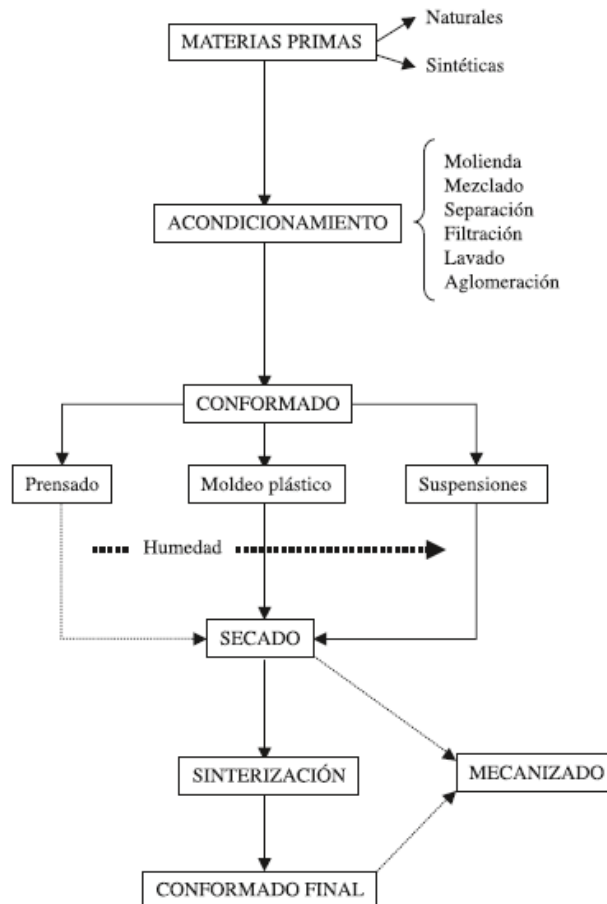 Naturales
MATERIAS PRIMAS
Sintéticas
Molienda
Mezclado
Separación
ACONDICIONAMIENTO
Filtración
Lavado
Aglomeración
CONFORMADO
Prensado
Moldeo plástico
Suspensiones
Humedad
SECADO
SINTERIZACIÓN
MECANIZADO
CONFORMADO FINAL